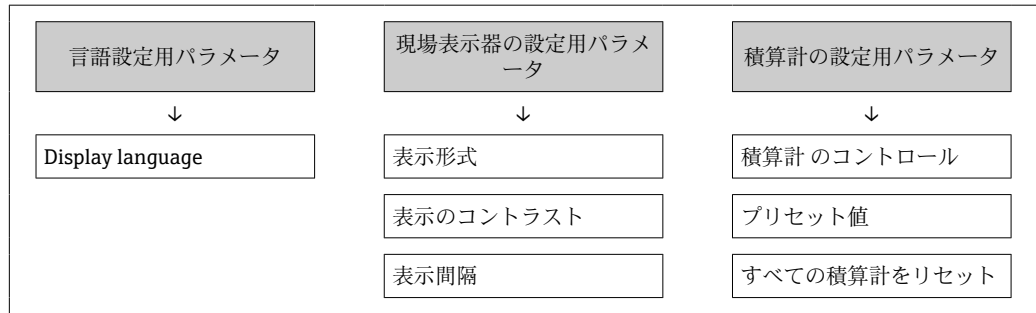 言語設定用パラメータ
↓
Display language
現場表示器の設定用パラメ
ータ
↓
表示形式
表示のコントラスト
表示間隔
積算計の設定用パラメータ
↓
積算計 のコントロール
プリセット値
すべての積算計をリセット